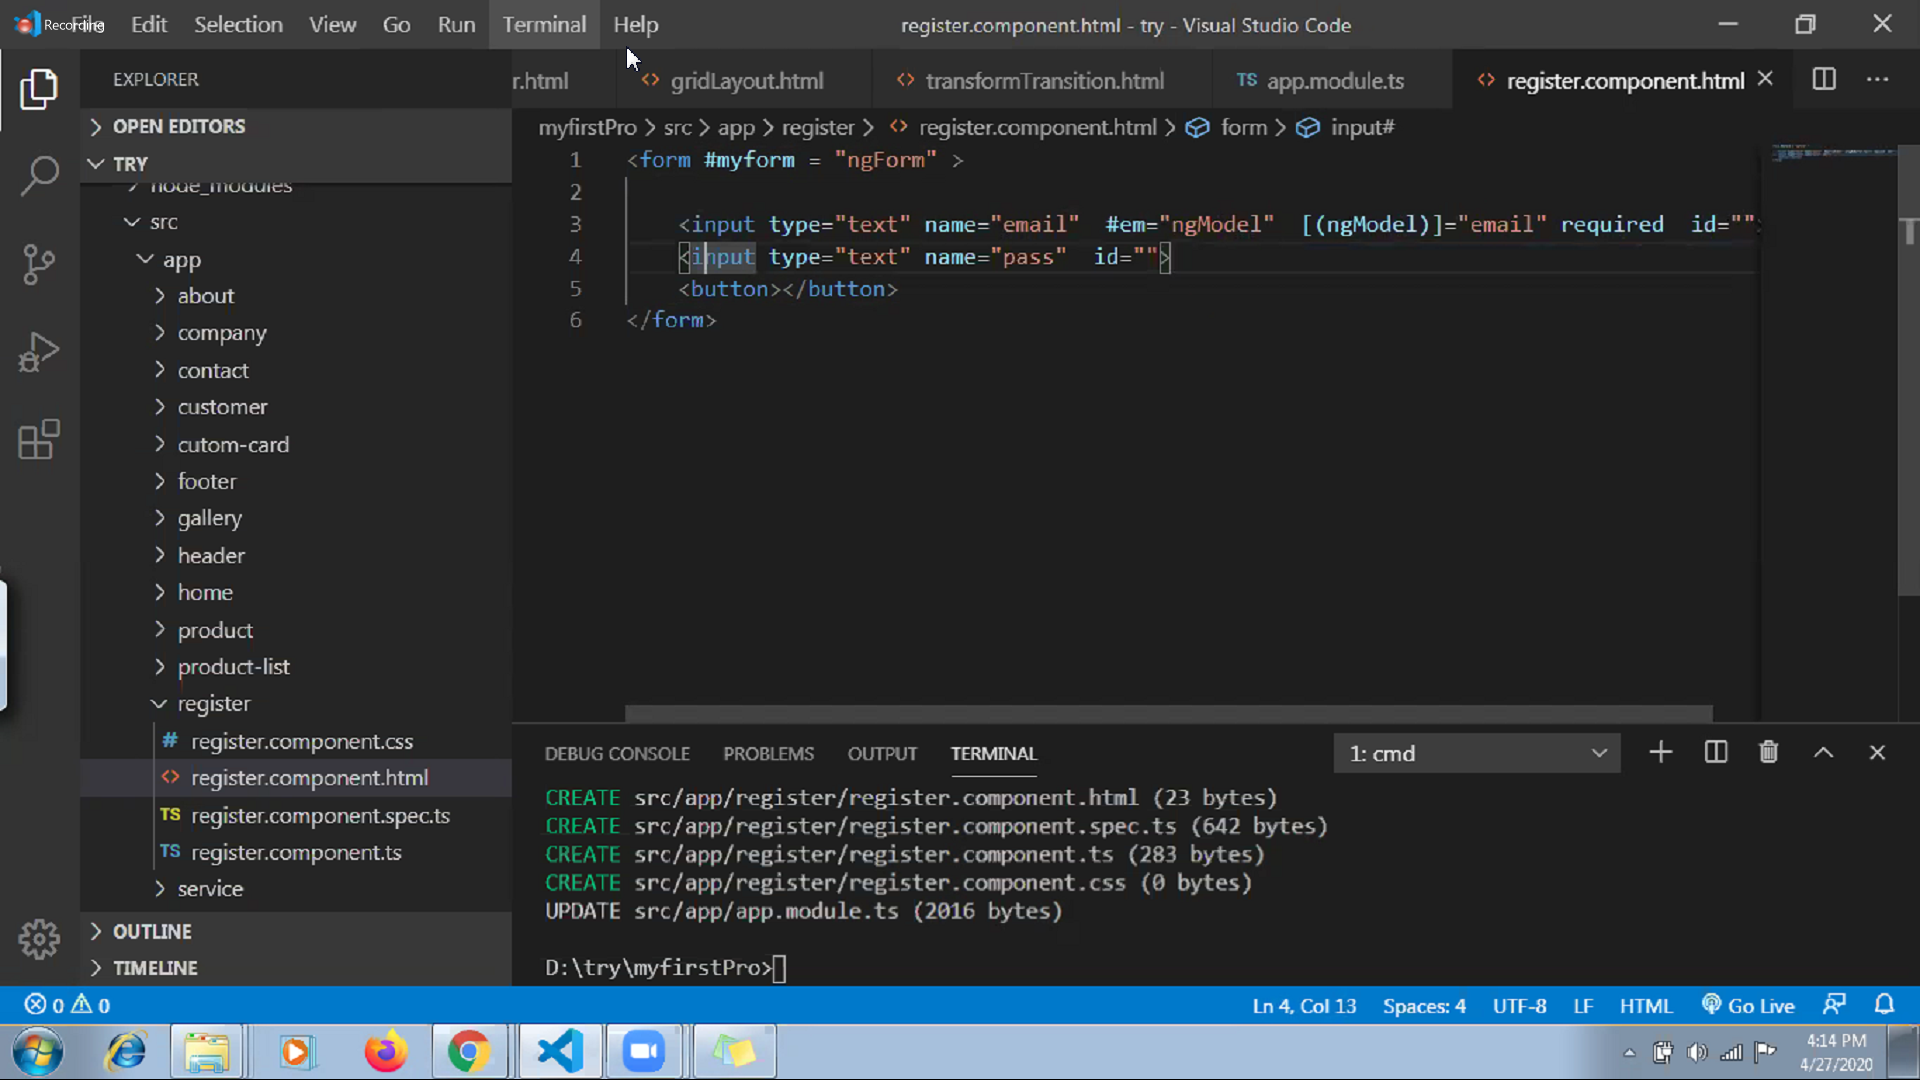 Recording File Edit Selection View Go Run Terminal Help register.component.html - try - Visual Studio Code
EXPLORER
r.html gridLayout.html transformTransition.html TS app.module.ts register.component.html
OPEN EDITORS
myfirstPro > src > app > register > register.component.html > form > input#
TRY
node_modules
src
app
about
company
contact
customer
cutom-card
footer
gallery
header
home
product
product-list
register
# register.component.css
register.component.html
TS register.component.spec.ts
TS register.component.ts
service
OUTLINE
TIMELINE
1 <form #myform = "ngForm" >
2
3 <input type="text" name="email" #em="ngModel" [(ngModel)]="email" required id="">
4 <input type="text" name="pass" id="">
5 <button></button>
6 </form>
DEBUG CONSOLE PROBLEMS OUTPUT TERMINAL 1: cmd
CREATE src/app/register/register.component.html (23 bytes)
CREATE src/app/register/register.component.spec.ts (642 bytes)
CREATE src/app/register/register.component.ts (283 bytes)
CREATE src/app/register/register.component.css (0 bytes)
UPDATE src/app/app.module.ts (2016 bytes)
D:\try\myfirstPro>
0 0 Ln 4, Col 13 Spaces: 4 UTF-8 LF HTML Go Live
4:14 PM
4/27/2020